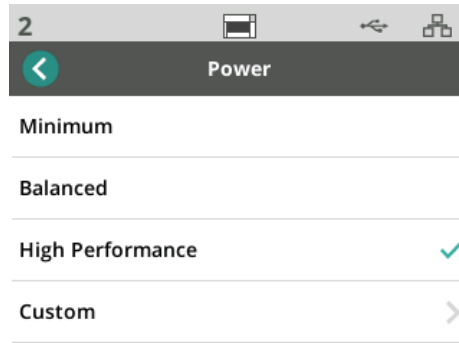 2
Power
Minimum
Balanced
High Performance
Custom